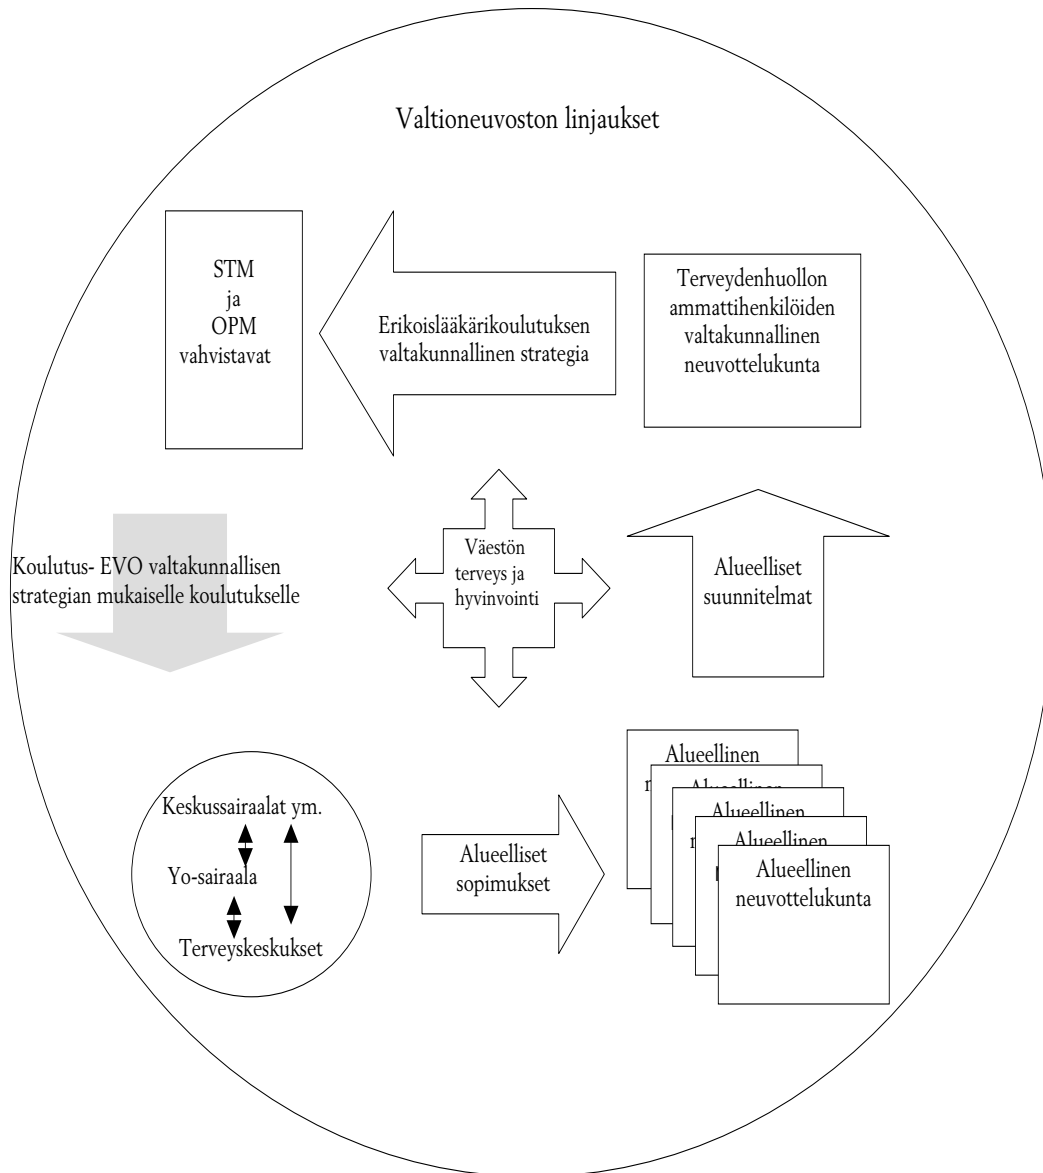 Valtioneuvoston linjaukset
STM
ja
OPM
vahvistavat
Erikoislääkärikoulutuksen
valtakunnallinen strategia
Terveydenhuollon
ammattihenkilöiden
valtakunnallinen
neuvottelukunta
Koulutus- EVO valtakunnallisen
strategian mukaiselle koulutukselle
Väestön
terveys ja
hyvinvointi
Alueelliset
suunnitelmat
Keskussairaalat ym.
Yo-sairaala
Terveyskeskukset
Alueelliset
sopimukset
Alueellinen
Alueellinen
Alueellinen
Alueellinen
Alueellinen
neuvottelukunta